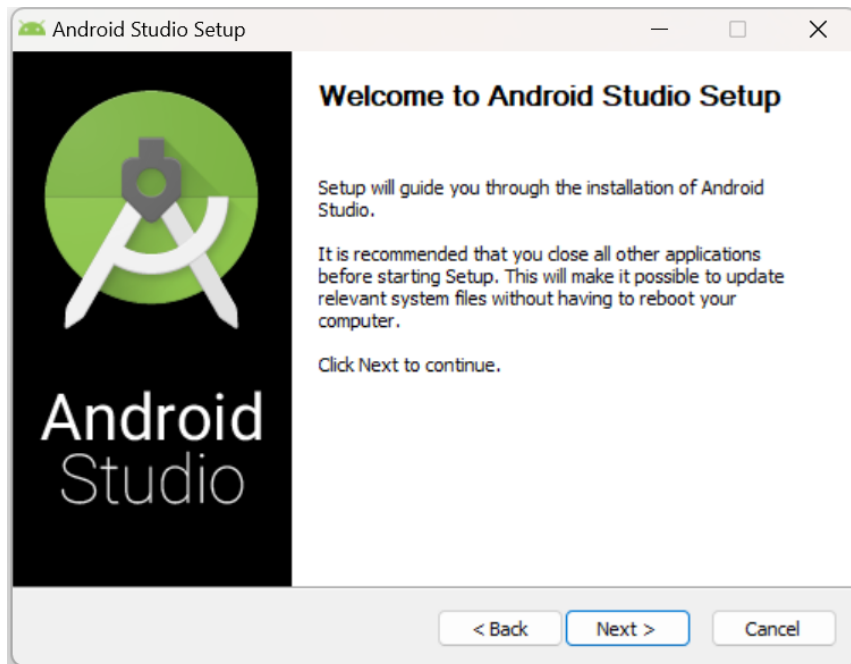 Android Studio Setup
Welcome to Android Studio Setup
Setup will guide you through the installation of Android
Studio.
It is recommended that you close all other applications
before starting Setup. This will make it possible to update
relevant system files without having to reboot your
computer.
Click Next to continue.
Android
Studio
< Back
Next >
Cancel